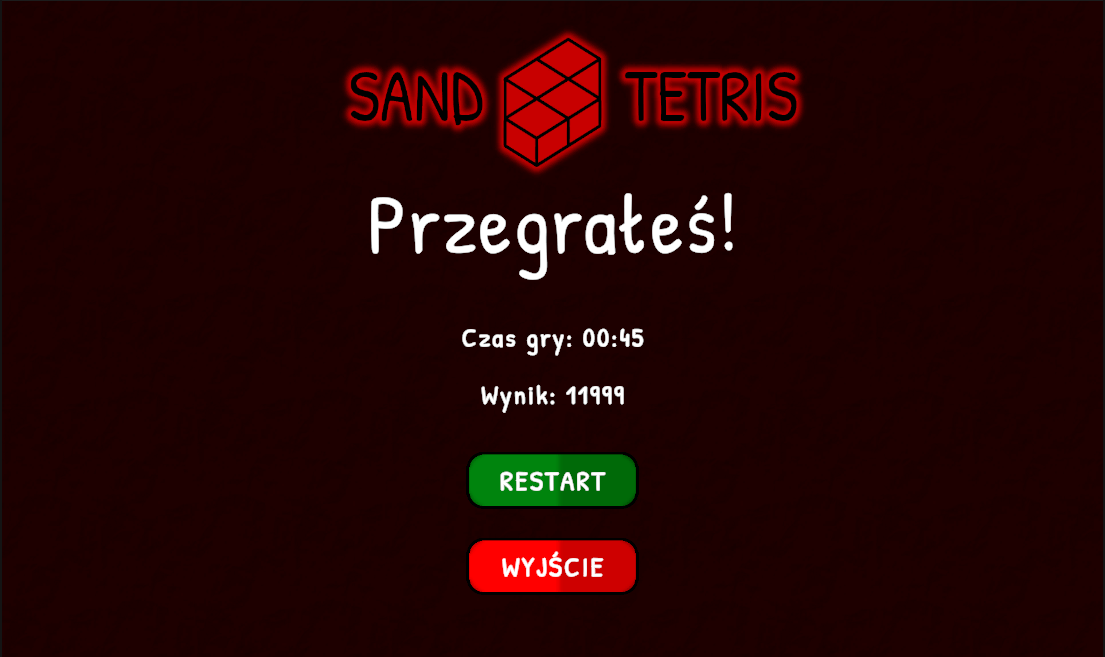 SAND TETRIS
Przegrałeś!
Czas gry: 00:45
Wynik: 11999
RESTART
WYJŚCIE